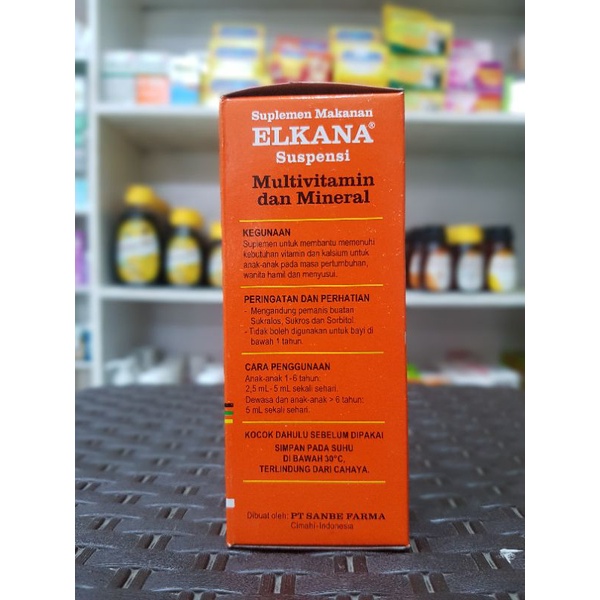 Suplemen Makanan
ELKANA®
Suspensi
Multivitamin
dan Mineral
KEGUNAAN
Suplemen untuk membantu memenuhi
kebutuhan vitamin dan kalsium untuk
anak-anak pada masa pertumbuhan,
wanita hamil dan menyusui.
PERINGATAN DAN PERHATIAN
- Mengandung pemanis buatan
Sukralos, Sukros dan Sorbitol.
- Tidak boleh digunakan untuk bayi di
bawah 1 tahun.
CARA PENGGUNAAN
Anak-anak 1-6 tahun:
2,5 mL - 5 mL sekali sehari.
Dewasa dan anak-anak > 6 tahun:
5 mL sekali sehari.
KOCOK DAHULU SEBELUM DIPAKAI
SIMPAN PADA SUHU
DI BAWAH 30°C,
TERLINDUNG DARI CAHAYA.
Dibuat oleh: PT SANBE FARMA
Cimahi-Indonesia